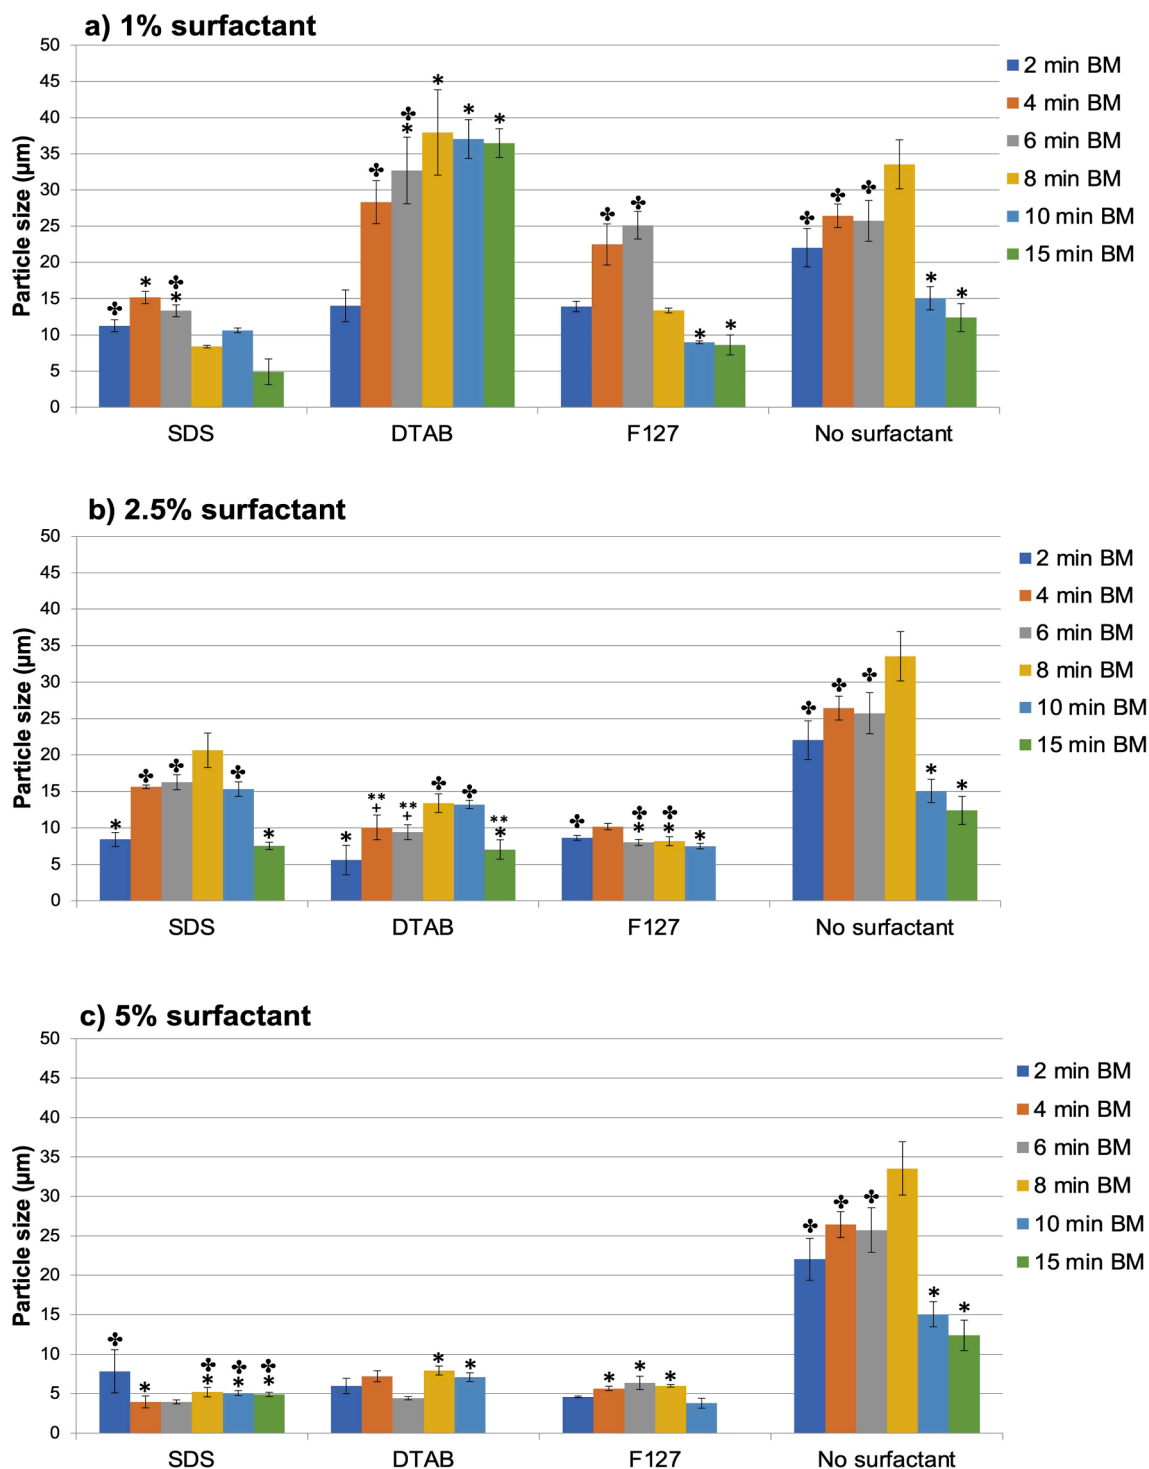 a) 1% surfactant
Particle size (µm)
50
45
40
35
30
25
20
15
10
5
0
✤
*
✤
*
✤
✤
*
*
*
*
✤
✤
*
*
✤
✤
✤
*
*
SDS
DTAB
F127
No surfactant
2 min BM
4 min BM
6 min BM
8 min BM
10 min BM
15 min BM
b) 2.5% surfactant
Particle size (µm)
50
45
40
35
30
25
20
15
10
5
0
*
✤
✤
✤
*
*
**
+
**
+
✤
✤
**
*
✤
✤
*
✤
*
*
✤
✤
✤
*
*
SDS
DTAB
F127
No surfactant
2 min BM
4 min BM
6 min BM
8 min BM
10 min BM
15 min BM
c) 5% surfactant
Particle size (µm)
50
45
40
35
30
25
20
15
10
5
0
✤
*
✤
*
✤
*
✤
*
*
*
*
*
*
✤
✤
✤
*
*
SDS
DTAB
F127
No surfactant
2 min BM
4 min BM
6 min BM
8 min BM
10 min BM
15 min BM